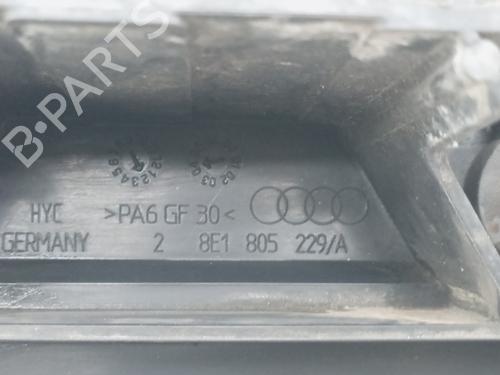 HYC >PA6 GF 30<
GERMANY 2 8E1 805 229/A
B-PARTS